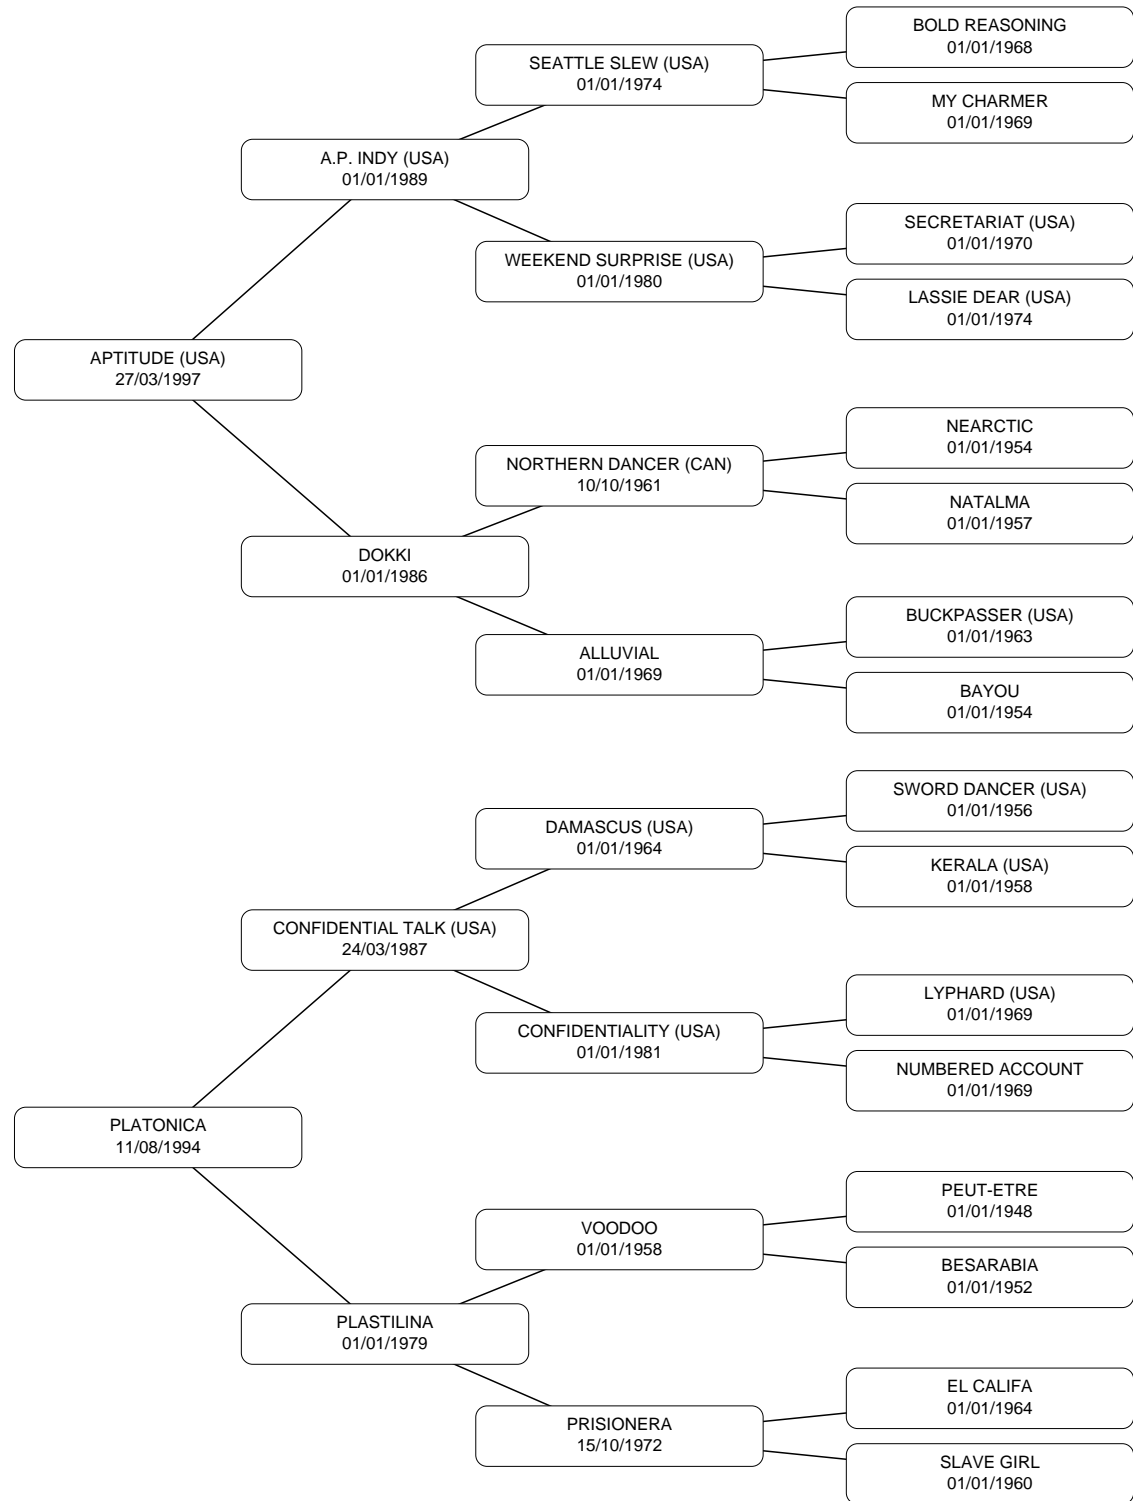 BOLD REASONING
01/01/1968
SEATTLE SLEW (USA)
01/01/1974
MY CHARMER
01/01/1969
A.P. INDY (USA)
01/01/1989
SECRETARIAT (USA)
01/01/1970
WEEKEND SURPRISE (USA)
01/01/1980
LASSIE DEAR (USA)
01/01/1974
APTITUDE (USA)
27/03/1997
NEARCTIC
01/01/1954
NORTHERN DANCER (CAN)
10/10/1961
NATALMA
01/01/1957
DOKKI
01/01/1986
BUCKPASSER (USA)
01/01/1963
ALLUVIAL
01/01/1969
BAYOU
01/01/1954
SWORD DANCER (USA)
01/01/1956
DAMASCUS (USA)
01/01/1964
KERALA (USA)
01/01/1958
CONFIDENTIAL TALK (USA)
24/03/1987
LYPHARD (USA)
01/01/1969
CONFIDENTIALITY (USA)
01/01/1981
NUMBERED ACCOUNT
01/01/1969
PLATONICA
11/08/1994
PEUT-ETRE
01/01/1948
VOODOO
01/01/1958
BESARABIA
01/01/1952
PLASTILINA
01/01/1979
EL CALIFA
01/01/1964
PRISIONERA
15/10/1972
SLAVE GIRL
01/01/1960